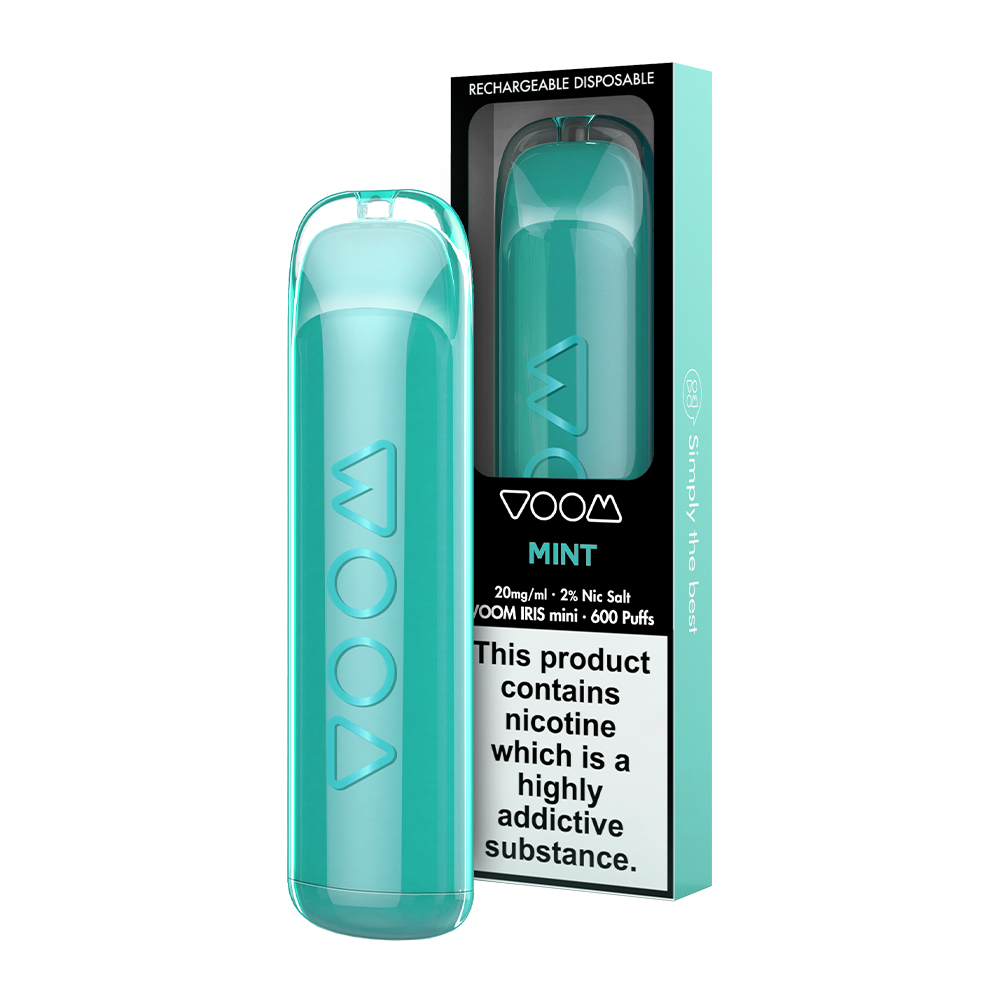 VOOM
RECHARGEABLE DISPOSABLE
VOOM
MINT
20mg/ml · 2% Nic Salt
VOOM IRIS mini · 600 Puffs
This product
contains
nicotine
which is a
highly
addictive
substance.
Simply the best